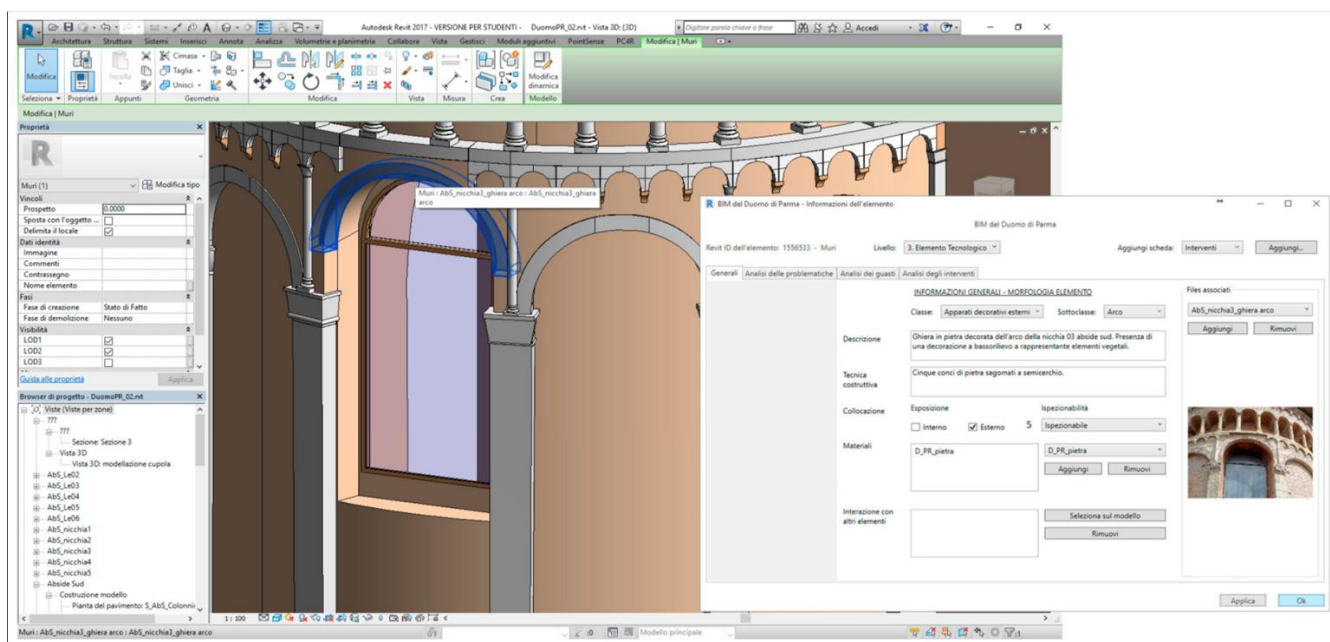 Autodesk Revit 2017 - VERSIONE PER STUDENTI - DuomoPR_02.rvt - Vista 3D: {3D}
Digitare parola chiave o frase
Accedi
Architettura Struttura Sistemi Inserisci Annota Analizza Volumetrie e planimetria Collabora Vista Gestisci Moduli aggiuntivi PointSense PC4R Modifica | Muri
Modifica
Incolla
Cimasa
Taglia
Unisci
Modifica
dinamica
Seleziona Proprietà Appunti Geometria Modifica Vista Misura Crea Modello
Modifica | Muri
Proprietà
R
Muri (1)
Modifica tipo
Vincoli
Prospetto 0.0000
Sposta con l'oggetto ...
Delimita il locale
Dati identità
Immagine
Commenti
Contrassegno
Nome elemento
Fasi
Fase di creazione Stato di Fatto
Fase di demolizione Nessuno
Visibilità
LOD1
LOD2
LOD3
Guida alle proprietà
Applica
Browser di progetto - DuomoPR_02.rvt
Viste (Viste per zone)
???
???
Sezione: Sezione 3
Vista 3D
Vista 3D: modellazione cupola
AbS_Le02
AbS_Le03
AbS_Le04
AbS_Le05
AbS_Le06
AbS_nicchia1
AbS_nicchia2
AbS_nicchia3
AbS_nicchia4
AbS_nicchia5
Abside Sud
Costruzione modello
Pianta del pavimento: S_AbS_Colonni
Muri : AbS_nicchia3_ghiera arco : AbS_nicchia3_ghiera
arco
1 : 100
Muri : AbS_nicchia3_ghiera arco : AbS_nicchia3_ghiera arco
:0
Modello principale
:1
BIM del Duomo di Parma - Informazioni dell'elemento
BIM del Duomo di Parma
Revit ID dell'elemento: 1556533 - Muri
Livello: 3. Elemento Tecnologico
Aggiungi scheda: Interventi
Aggiungi...
Generali Analisi delle problematiche Analisi dei guasti Analisi degli interventi
INFORMAZIONI GENERALI - MORFOLOGIA ELEMENTO
Classe: Apparati decorativi esterni Sottoclasse: Arco
Descrizione
Ghiera in pietra decorata dell'arco della nicchia 03 abside sud. Presenza di
una decorazione a bassorilievo a rappresentante elementi vegetali.
Tecnica
costruttiva
Cinque conci di pietra sagomati a semicerchio.
Collocazione
Esposizione
Interno Esterno 5
Ispezionabilità
Ispezionabile
Materiali
D_PR_pietra
D_PR_pietra
Aggiungi Rimuovi
Interazione con
altri elementi
Seleziona sul modello
Rimuovi
Files associati
AbS_nicchia3_ghiera arco
Aggiungi Rimuovi
Applica Ok